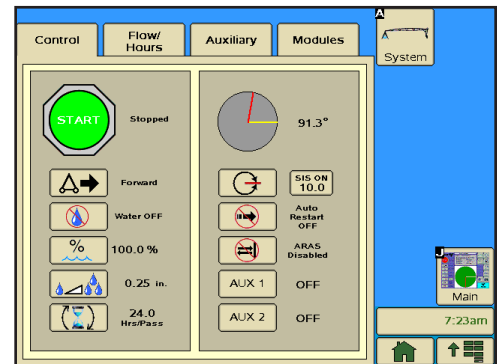 Control
Flow/
Hours
Auxiliary
Modules
A
System
START
Stopped
91.3°
Forward
SIS ON
10.0
Water OFF
Auto
Restart
OFF
%
100.0 %
ARAS
Disabled
0.25 in.
AUX 1
OFF
24.0
Hrs/Pass
AUX 2
OFF
J
Main
7:23am